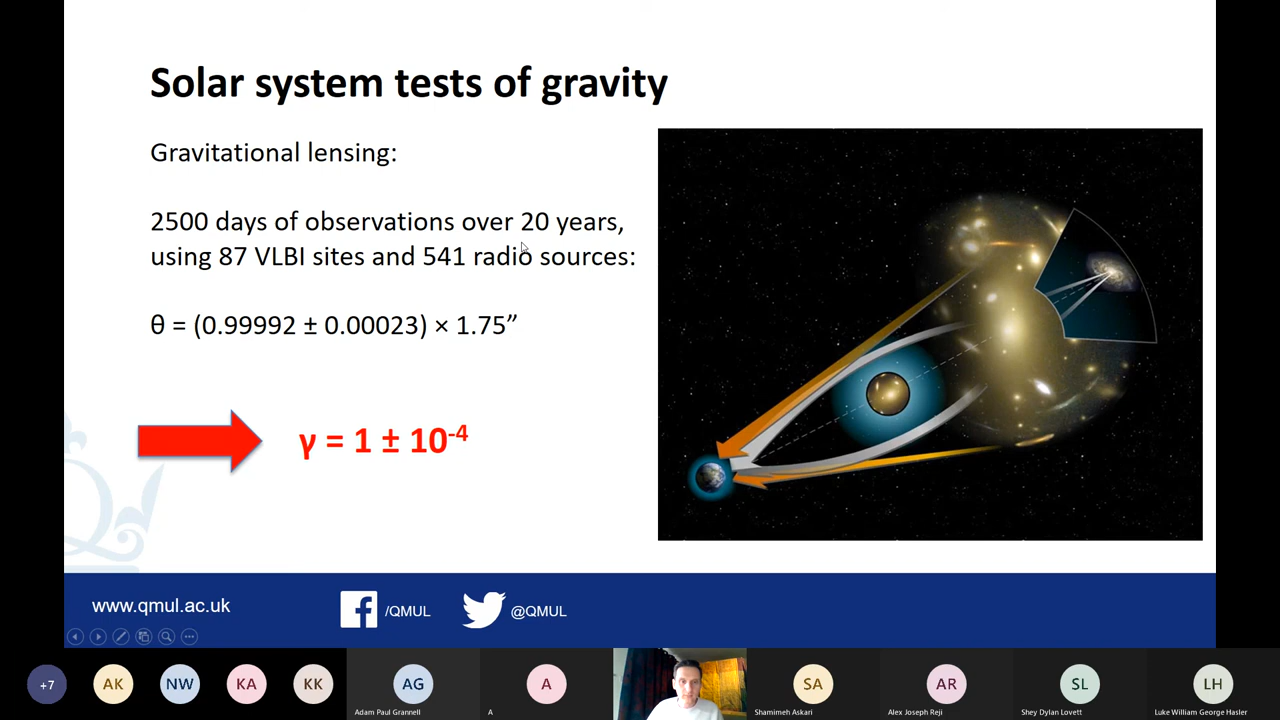 Solar system tests of gravity
Gravitational lensing:
2500 days of observations over 20 years,
using 87 VLBI sites and 541 radio sources:
θ = (0.99992 ± 0.00023) × 1.75”
γ = 1 ± 10⁻⁴
www.qmul.ac.uk
/QMUL
@QMUL
+7
AK
NW
KA
KK
AG
A
SA
AR
SL
LH
Adam Paul Grannell
A
Shamimeh Askari
Alex Joseph Reji
Shey Dylan Lovett
Luke William George Hasler